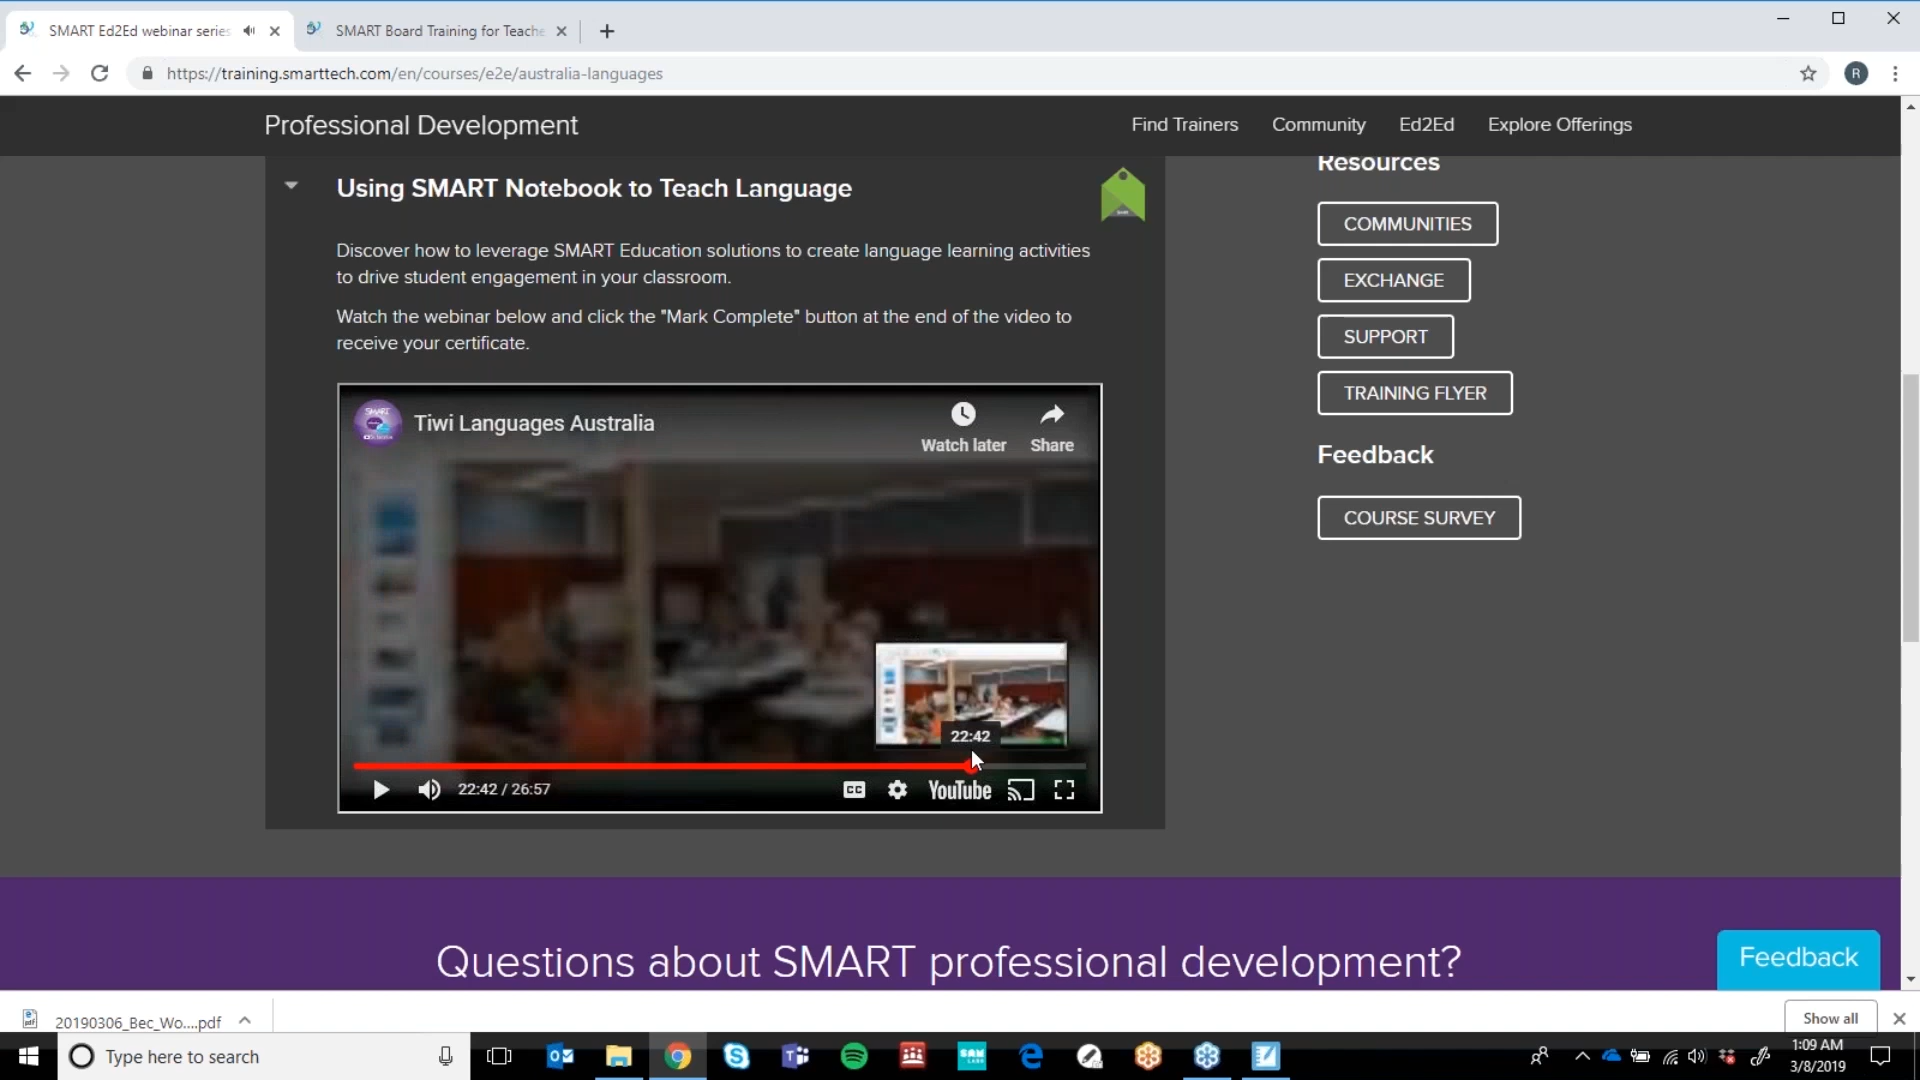 SMART Ed2Ed webinar series
SMART Board Training for Teache
https://training.smarttech.com/en/courses/e2e/australia-languages
R
Professional Development
Find Trainers
Community
Ed2Ed
Explore Offerings
Using SMART Notebook to Teach Language
Discover how to leverage SMART Education solutions to create language learning activities
to drive student engagement in your classroom.
Watch the webinar below and click the "Mark Complete" button at the end of the video to
receive your certificate.
Tiwi Languages Australia
Watch later
Share
22:42
22:42 / 26:57
CC
YouTube
Resources
COMMUNITIES
EXCHANGE
SUPPORT
TRAINING FLYER
Feedback
COURSE SURVEY
Questions about SMART professional development?
Feedback
20190306_Bec_Wo....pdf
Show all
Type here to search
1:09 AM
3/8/2019